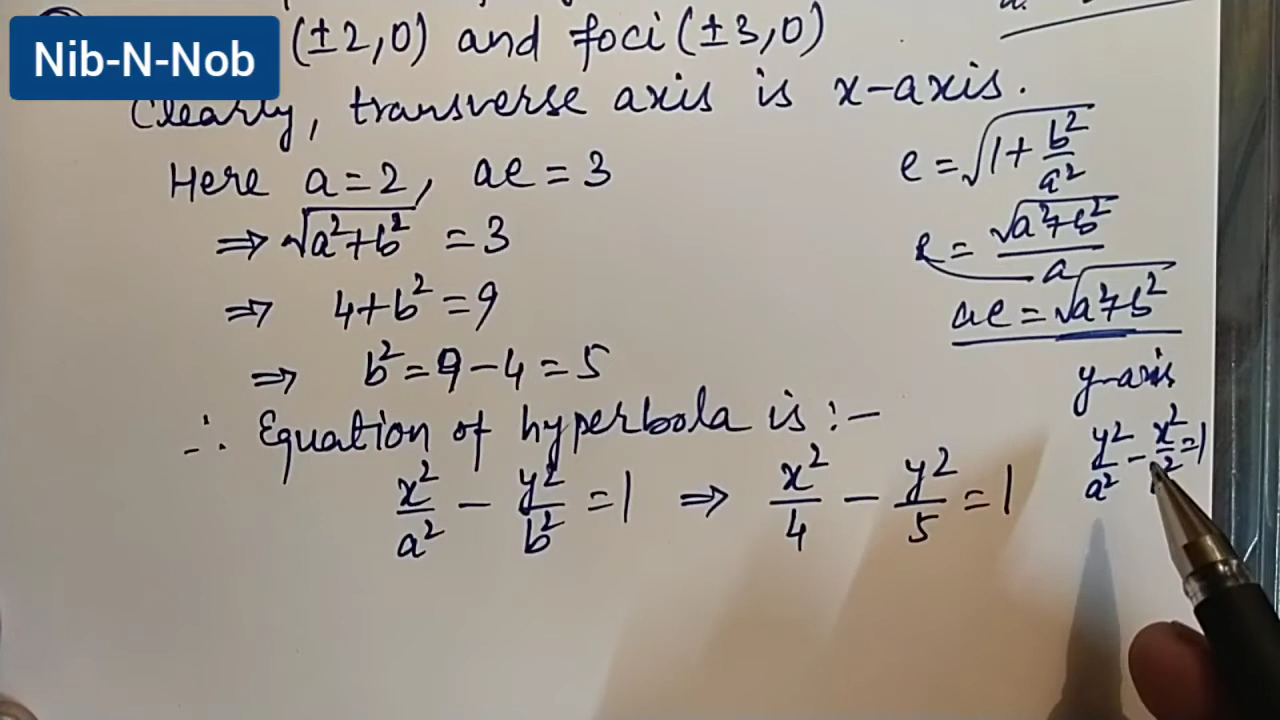 Nib-N-Nob
(±2,0) and foci (±3,0)
Clearly, transverse axis is x-axis.
Here a=2, ae=3
⇒ √(a²+b²) = 3
⇒ 4+b² = 9
⇒ b² = 9-4 = 5
∴ Equation of hyperbola is :-
x²/a² - y²/b² = 1 ⇒ x²/4 - y²/5 = 1
e = √(1 + b²/a²)
e = √(a²+b²)/a
ae = √(a²+b²)
y-axis
y²/a² - x²/ ² = 1